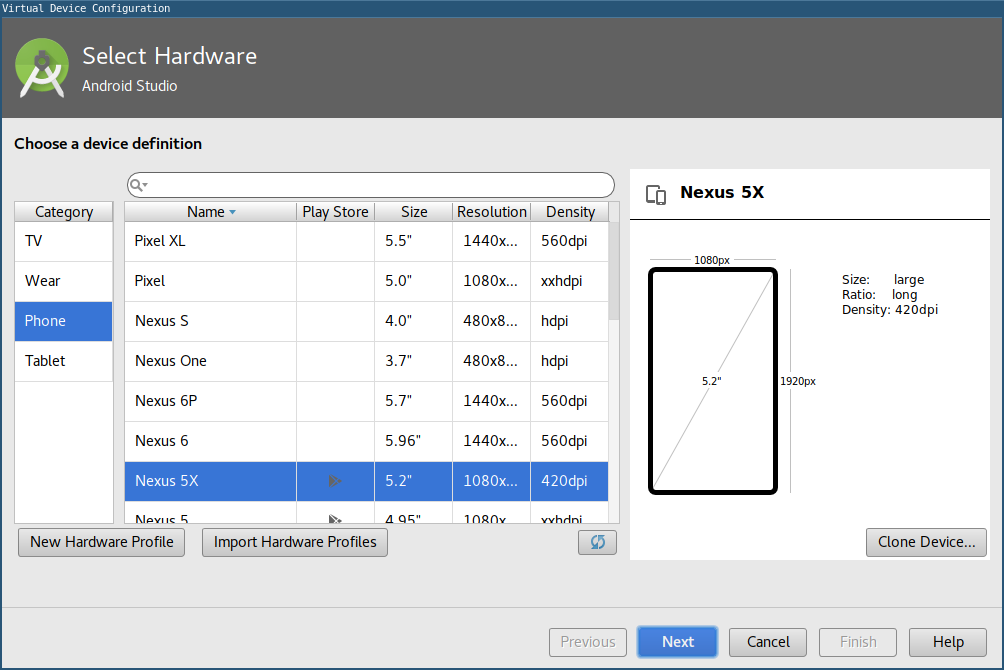 Virtual Device Configuration
Select Hardware
Android Studio
Choose a device definition
Category
TV
Wear
Phone
Tablet
Name Play Store Size Resolution Density
Pixel XL 5.5" 1440x... 560dpi
Pixel 5.0" 1080x... xxhdpi
Nexus S 4.0" 480x8... hdpi
Nexus One 3.7" 480x8... hdpi
Nexus 6P 5.7" 1440x... 560dpi
Nexus 6 5.96" 1440x... 560dpi
Nexus 5X 5.2" 1080x... 420dpi
Nexus 5 4.95" 1080x... xxhdpi
New Hardware Profile Import Hardware Profiles
Nexus 5X
1080px
5.2"
1920px
Size: large
Ratio: long
Density: 420dpi
Clone Device...
Previous Next Cancel Finish Help